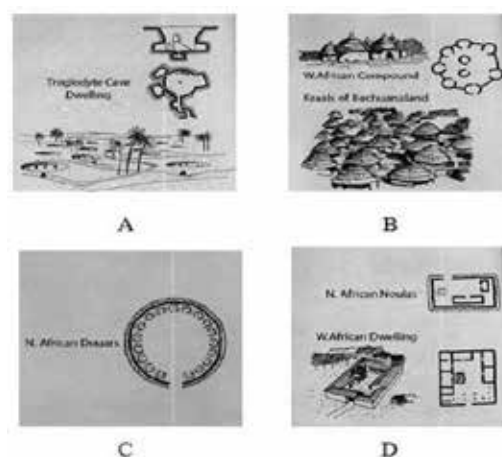 Troglodyte Cave
Dwelling
A
W.African Compound
Kraals of Bechuanaland
B
N. African Douars
C
N. African Noulas
W.African Dwelling
D